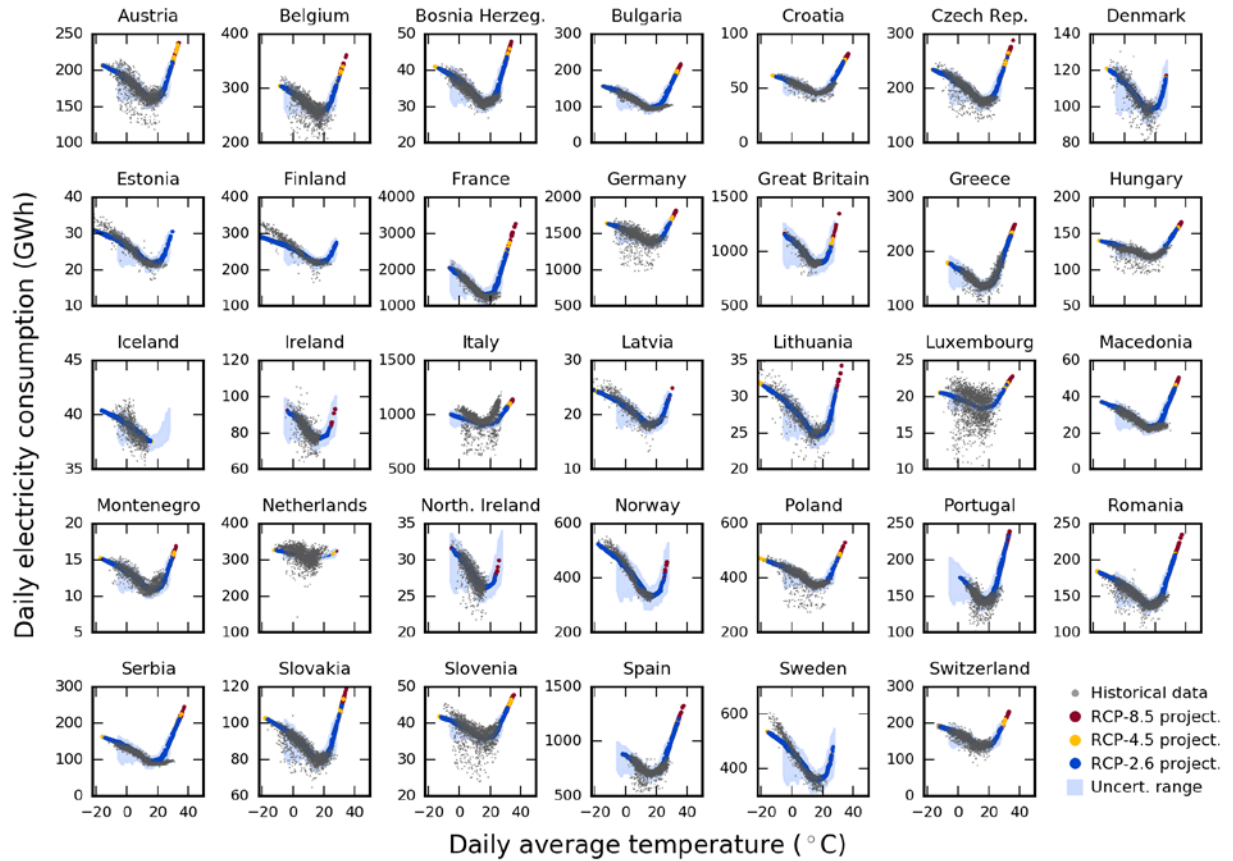 Austria Belgium Bosnia Herzeg. Bulgaria Croatia Czech Rep. Denmark
250 400 50 400 100 300 140
200 300 40 300 50 250 120
150 200 30 200 0 200 100
100 20 100 150 80
0 100
Estonia Finland France Germany Great Britain Greece Hungary
40 400 4000 2000 1500 300 200
30 300 3000 1500 1000 250 150
20 200 2000 1000 500 200 100
10 100 1000 500 150 50
100
Iceland Ireland Italy Latvia Lithuania Luxembourg Macedonia
45 120 1500 30 35 25 60
40 100 1000 20 30 20 40
35 80 500 10 25 15 20
60 20 10 0
Montenegro Netherlands North. Ireland Norway Poland Portugal Romania
20 400 35 600 600 250 250
15 300 30 400 400 200 200
10 200 25 200 200 150 150
5 100 20 100 100
Serbia Slovakia Slovenia Spain Sweden Switzerland
300 120 50 1500 600 300
200 100 40 1000 400 200
100 80 30 500 100
0 60 20 0
−20 0 20 40 −20 0 20 40 −20 0 20 40 −20 0 20 40 −20 0 20 40 −20 0 20 40
Historical data
RCP-8.5 project.
RCP-4.5 project.
RCP-2.6 project.
Uncert. range
Daily electricity consumption (GWh)
Daily average temperature (°C)